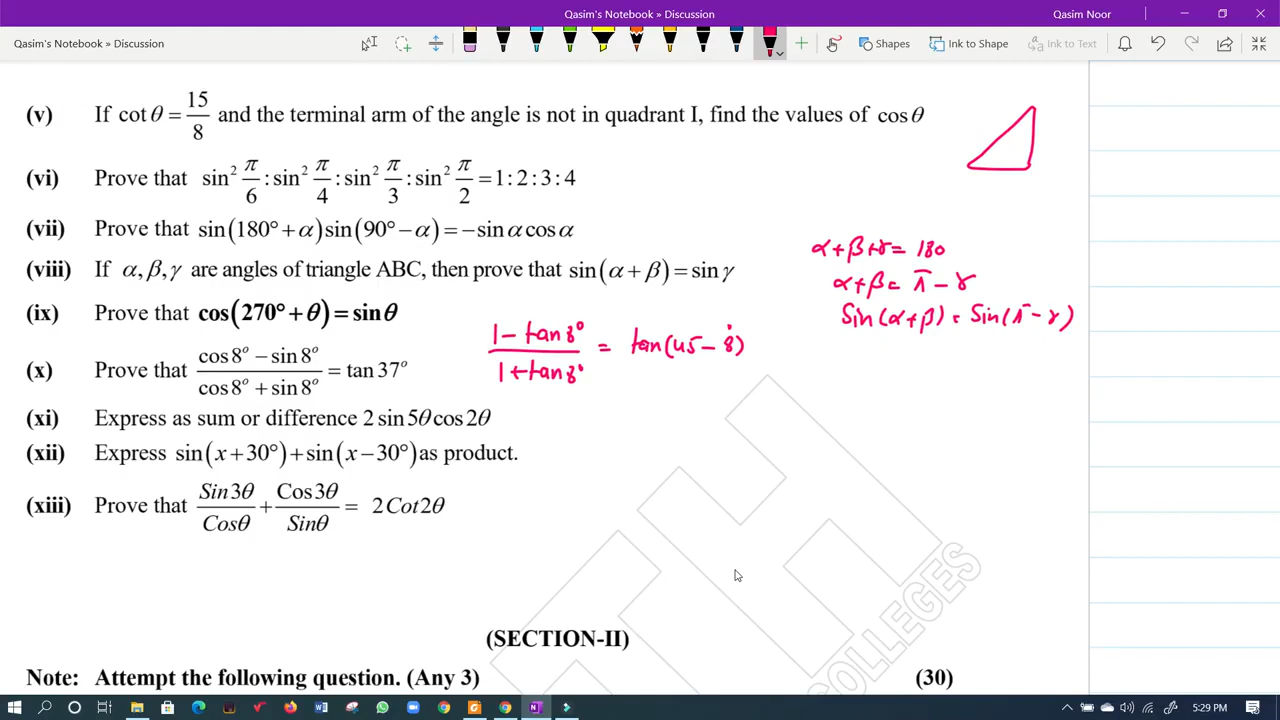 Qasim's Notebook » Discussion
Qasim Noor
Qasim's Notebook » Discussion
Shapes
Ink to Shape
Ink to Text
(v) If cot θ = 15/8 and the terminal arm of the angle is not in quadrant I, find the values of cos θ
(vi) Prove that sin² π/6 : sin² π/4 : sin² π/3 : sin² π/2 = 1 : 2 : 3 : 4
(vii) Prove that sin(180° + α) sin(90° − α) = − sin α cos α
α + β + γ = 180
(viii) If α, β, γ are angles of triangle ABC, then prove that sin(α + β) = sin γ
α + β = π − γ
(ix) Prove that cos(270° + θ) = sin θ
Sin(α + β) = Sin(π − γ)
1 − tan8° / 1 + tan8° = tan(45 − 8°)
(x) Prove that cos 8° − sin 8° / cos 8° + sin 8° = tan 37°
(xi) Express as sum or difference 2 sin 5θ cos 2θ
(xii) Express sin(x + 30°) + sin(x − 30°) as product.
(xiii) Prove that Sin3θ/Cosθ + Cos3θ/Sinθ = 2Cot2θ
COLLEGES
(SECTION-II)
Note: Attempt the following question. (Any 3) (30)
5:29 PM